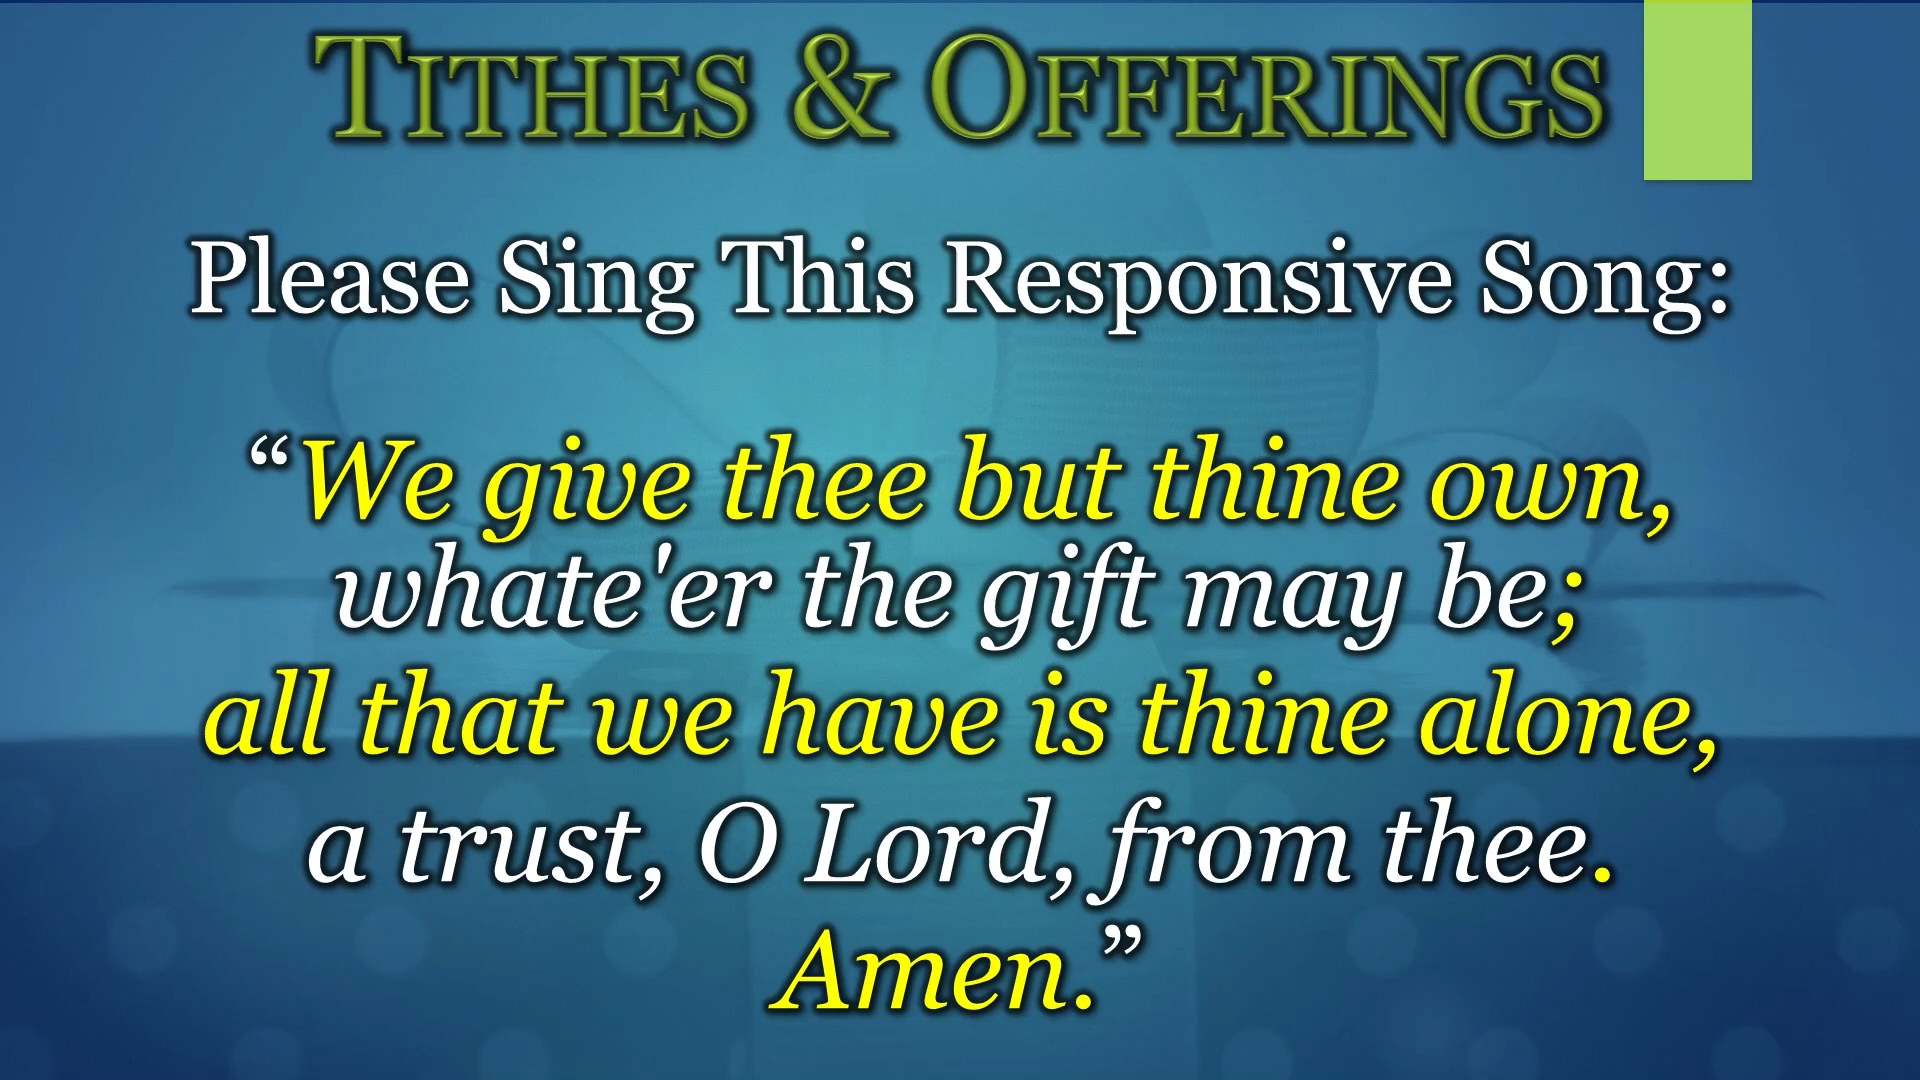 TITHES & OFFERINGS
Please Sing This Responsive Song:
“We give thee but thine own,
whate'er the gift may be;
all that we have is thine alone,
a trust, O Lord, from thee.
Amen.”